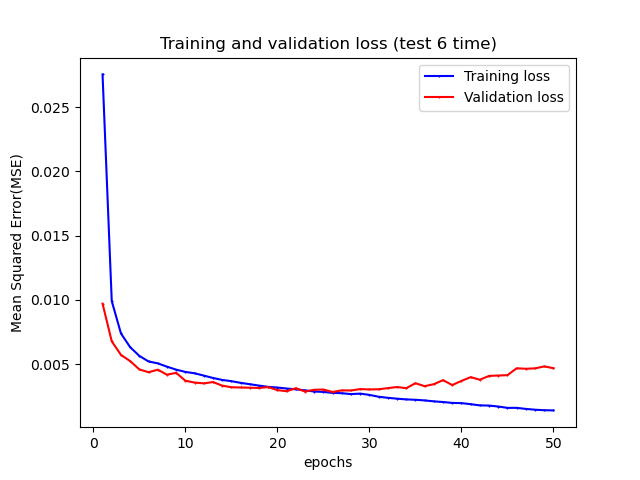 Training and validation loss (test 6 time)
Training loss
Validation loss
Mean Squared Error(MSE)
0.025
0.020
0.015
0.010
0.005
0 10 20 30 40 50
epochs